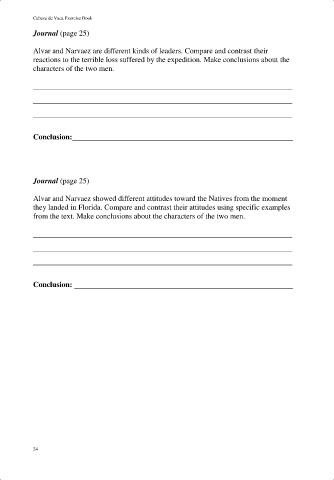 Cabeza de Vaca Exercise Book
Journal (page 25)
Alvar and Narvaez are different kinds of leaders. Compare and contrast their
reactions to the terrible loss suffered by the expedition. Make conclusions about the
characters of the two men.
Conclusion:
Journal (page 25)
Alvar and Narvaez showed different attitudes toward the Natives from the moment
they landed in Florida. Compare and contrast their attitudes using specific examples
from the text. Make conclusions about the characters of the two men.
Conclusion:
24